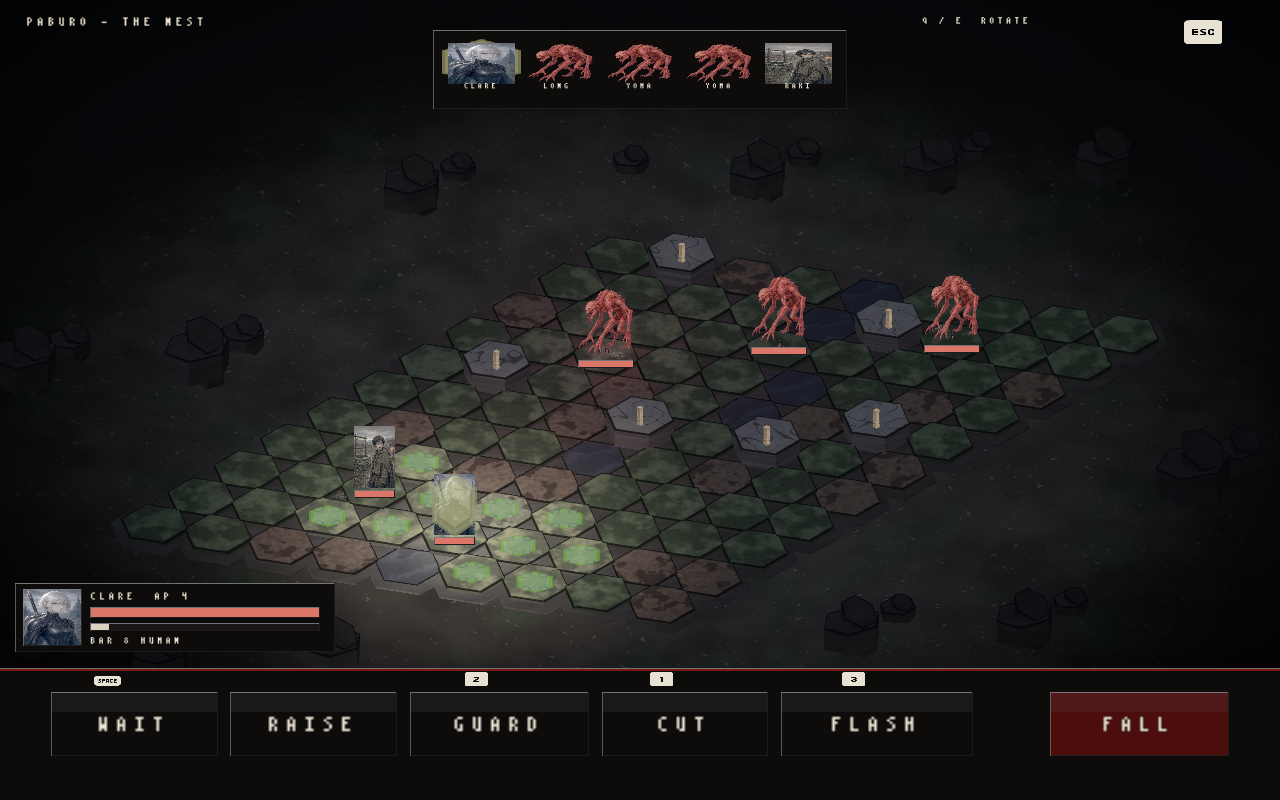 PABURO - THE NEST
Q / E ROTATE
ESC
CLARE
LONG
YOMA
YOMA
RAKI
CLARE AP 4
BAR 8 HUMAN
SPACE
2
1
3
WAIT
RAISE
GUARD
CUT
FLASH
FALL